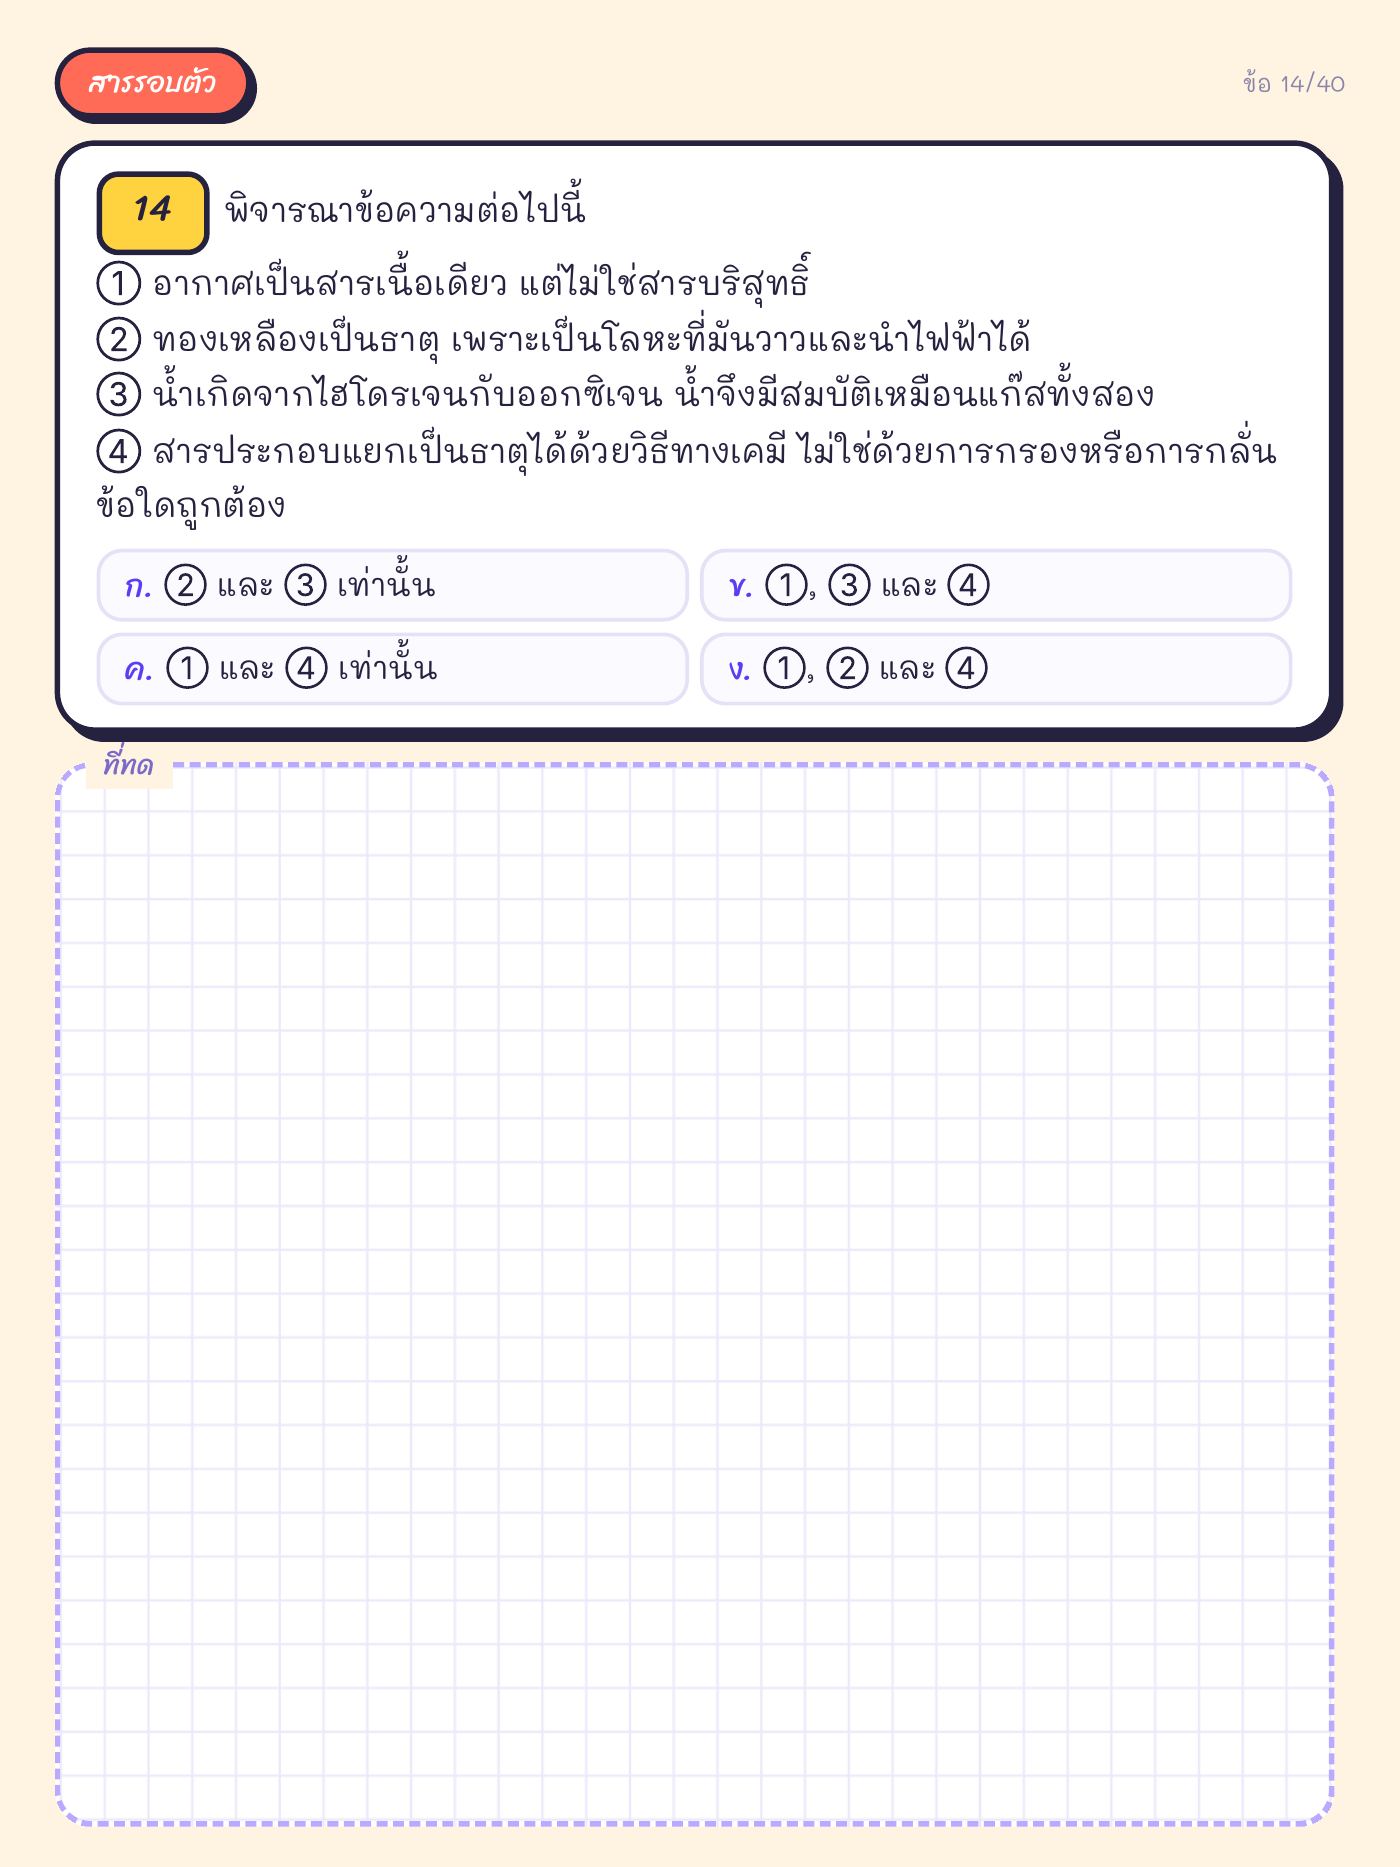 สารรอบตัว
ข้อ 14/40
14 พิจารณาข้อความต่อไปนี้
① อากาศเป็นสารเนื้อเดียว แต่ไม่ใช่สารบริสุทธิ์
② ทองเหลืองเป็นธาตุ เพราะเป็นโลหะที่มันวาวและนำไฟฟ้าได้
③ น้ำเกิดจากไฮโดรเจนกับออกซิเจน น้ำจึงมีสมบัติเหมือนแก๊สทั้งสอง
④ สารประกอบแยกเป็นธาตุได้ด้วยวิธีทางเคมี ไม่ใช่ด้วยการกรองหรือการกลั่น
ข้อใดถูกต้อง
ก. ② และ ③ เท่านั้น
ข. ①, ③ และ ④
ค. ① และ ④ เท่านั้น
ง. ①, ② และ ④
ที่ทด